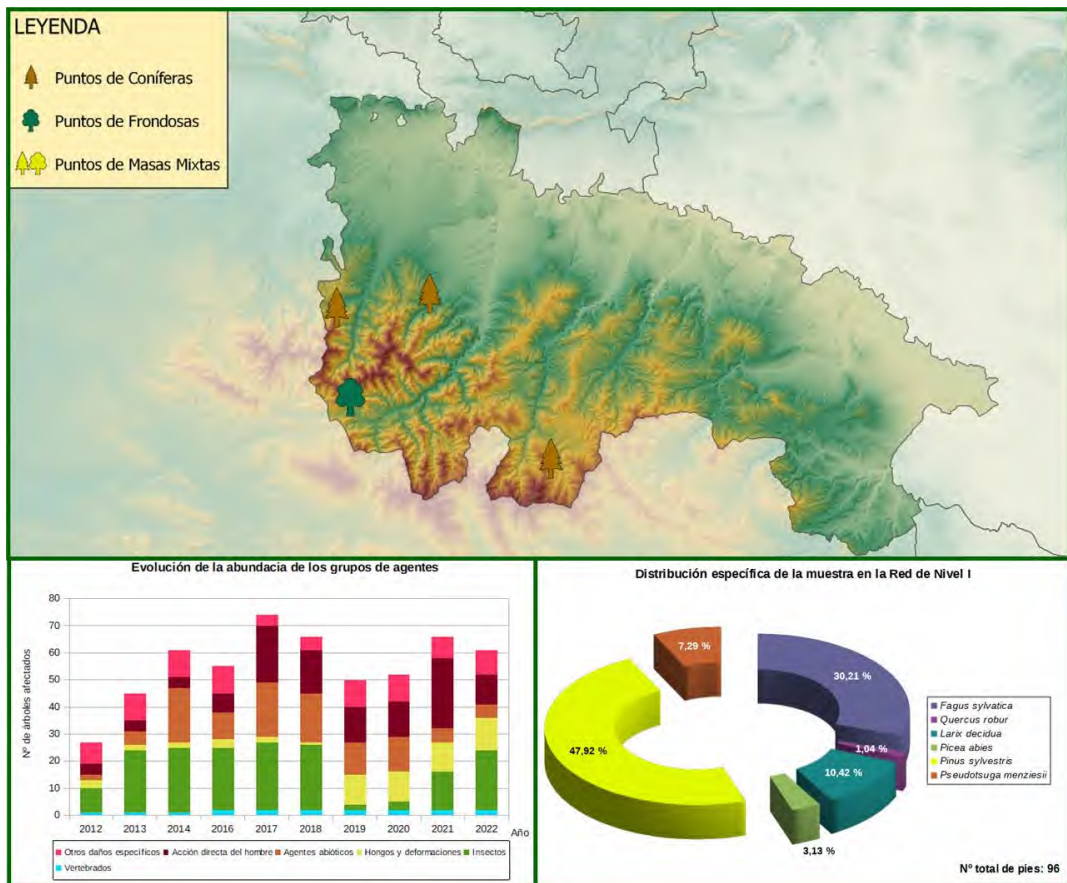 LEYENDA
Puntos de Coníferas
Puntos de Frondosas
Puntos de Masas Mixtas
Evolución de la abundacia de los grupos de agentes
Nº de árboles afectados
80
70
60
50
40
30
20
10
0
2012 2013 2014 2016 2017 2018 2019 2020 2021 2022
Año
Otros daños específicos Acción directa del hombre Agentes abióticos Hongos y deformaciones Insectos
Vertebrados
Distribución específica de la muestra en la Red de Nivel I
7,29 %
30,21 %
47,92 %
1,04 %
10,42 %
3,13 %
Fagus sylvatica
Quercus robur
Larix decidua
Picea abies
Pinus sylvestris
Pseudotsuga menziesii
Nº total de pies: 96